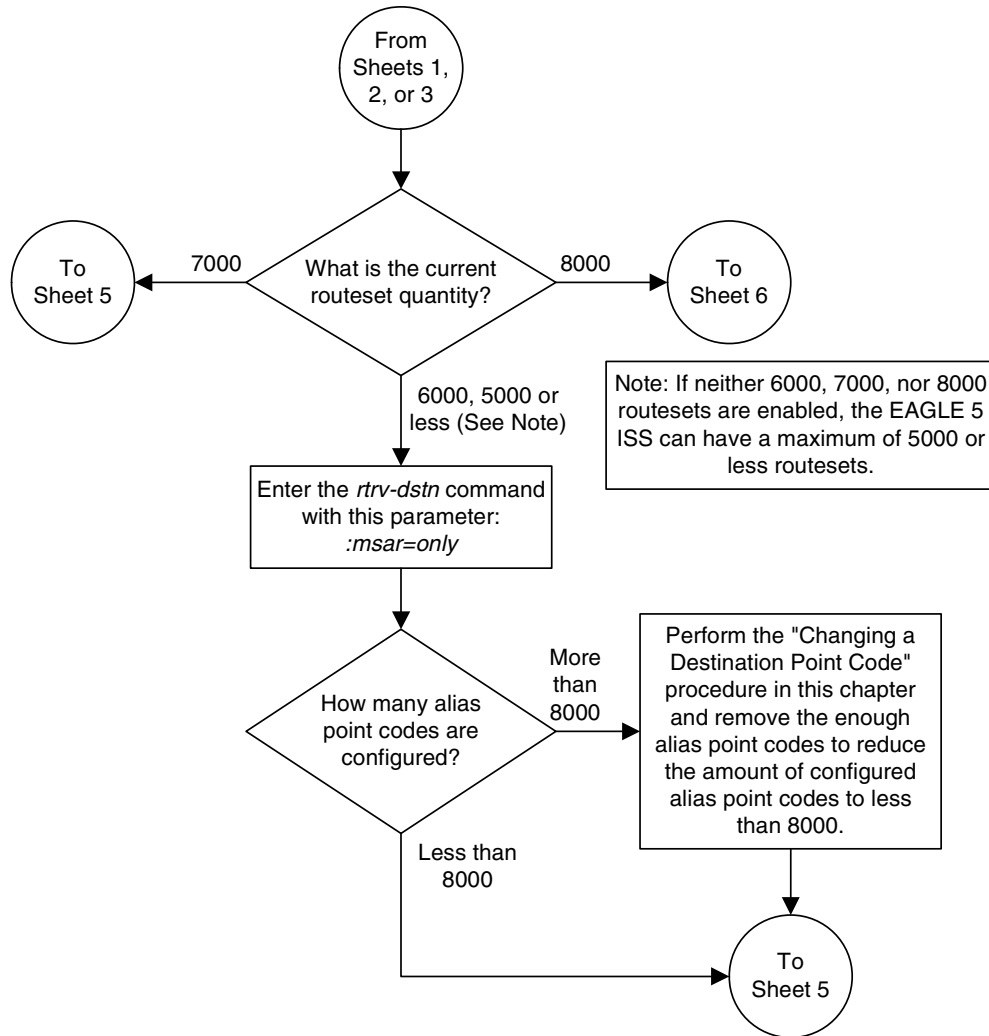 From
Sheets 1,
2, or 3
What is the current
routeset quantity?
7000
To
Sheet 5
8000
To
Sheet 6
6000, 5000 or
less (See Note)
Note: If neither 6000, 7000, nor 8000
routesets are enabled, the EAGLE 5
ISS can have a maximum of 5000 or
less routesets.
Enter the rtrv-dstn command
with this parameter:
:msar=only
How many alias
point codes are
configured?
More
than
8000
Perform the "Changing a
Destination Point Code"
procedure in this chapter
and remove the enough
alias point codes to reduce
the amount of configured
alias point codes to less
than 8000.
Less than
8000
To
Sheet 5